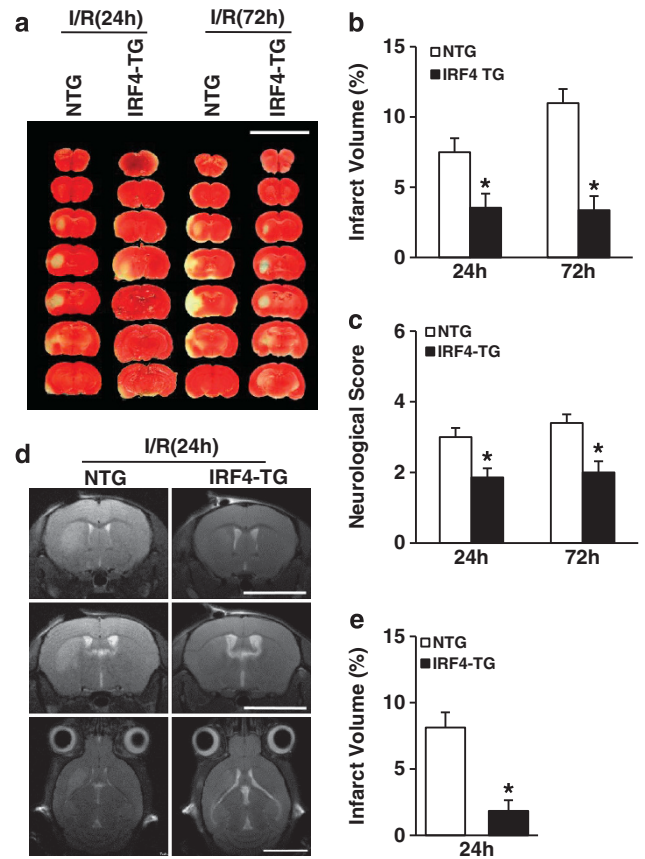 a
I/R(24h)
I/R(72h)
NTG
IRF4-TG
NTG
IRF4-TG
b
Infarct Volume (%)
15
10
5
0
NTG
IRF4 TG
*
*
24h
72h
c
Neurological Score
6
4
2
0
NTG
IRF4-TG
*
*
24h
72h
d
I/R(24h)
NTG
IRF4-TG
e
Infarct Volume (%)
15
10
5
0
NTG
IRF4-TG
*
24h